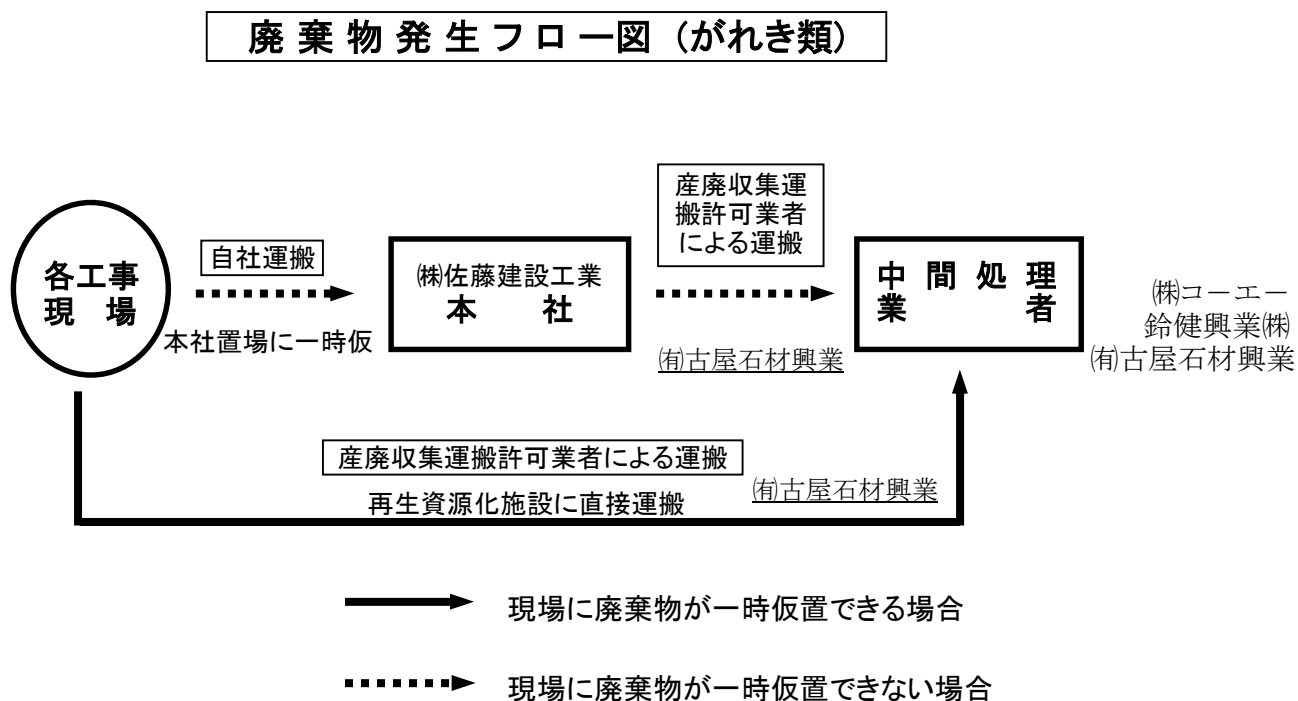 廃棄物発生フロー図（がれき類）
産廃収集運
搬許可業者
による運搬
各工事
現場
自社運搬
本社置場に一時仮
㈱佐藤建設工業
本社
㈲古屋石材興業
中間処理
業者
㈱コーエー
鈴健興業㈱
㈲古屋石材興業
産廃収集運搬許可業者による運搬
再生資源化施設に直接運搬
㈲古屋石材興業
現場に廃棄物が一時仮置できる場合
現場に廃棄物が一時仮置できない場合